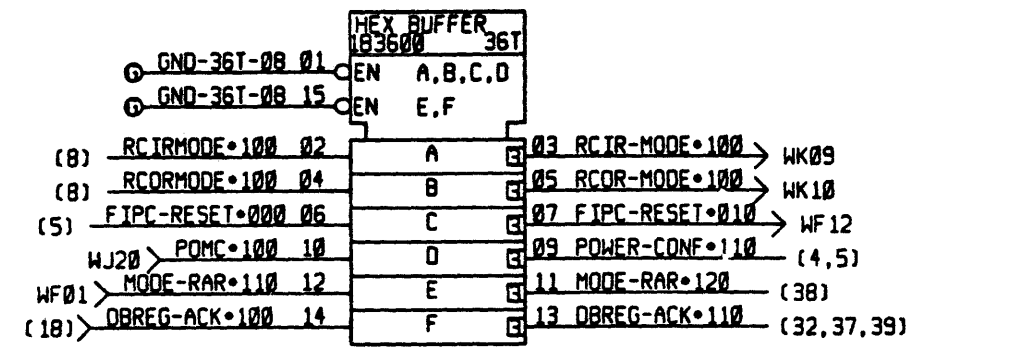 HEX BUFFER
183600 36T
G GND-36T-08 01 EN A,B,C,D
G GND-36T-08 15 EN E,F
(8) RCIRMODE•100 02 A E 03 RCIR-MODE•100 WK09
(8) RCORMODE•100 04 B E 05 RCOR-MODE•100 WK10
(5) FIPC-RESET•000 06 C E 07 FIPC-RESET•010 WF12
WJ20 POMC•100 10 D E 09 POWER-CONF•110 (4,5)
WF01 MODE-RAR•110 12 E E 11 MODE-RAR•120 (38)
(18) OBREG-ACK•100 14 F E 13 OBREG-ACK•110 (32,37,39)